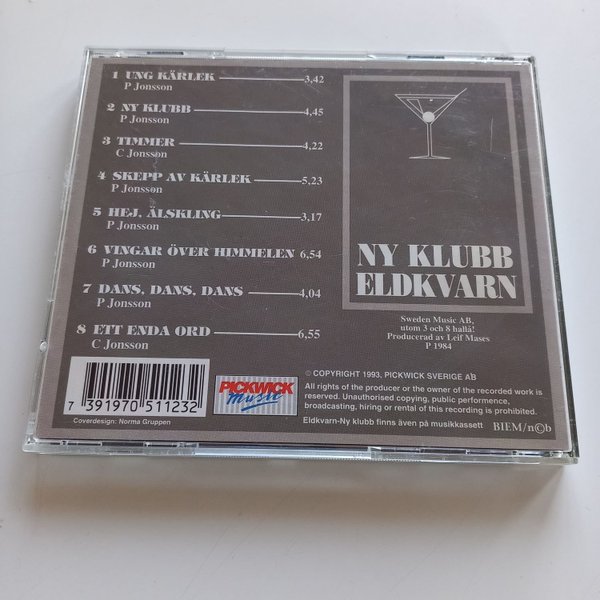 1 UNG KÄRLEK 3,42
P Jonsson
2 NY KLUBB 4,45
P Jonsson
3 TIMMER 4,22
C Jonsson
4 SKEPP AV KÄRLEK 5,23
P Jonsson
5 HEJ, ÄLSKLING 3,17
P Jonsson
6 VINGAR ÖVER HIMMELEN 6,54
P Jonsson
7 DANS, DANS, DANS 4,04
P Jonsson
8 ETT ENDA ORD 6,55
C Jonsson
NY KLUBB
ELDKVARN
Sweden Music AB,
utom 3 och 8 hallå!
Producerad av Leif Mases
P 1984
7 391970 511232
Coverdesign: Norma Gruppen
PICKWICK
Music
© COPYRIGHT 1993, PICKWICK SVERIGE AB
All rights of the producer or the owner of the recorded work is
reserved. Unauthorised copying, public performance,
broadcasting, hiring or rental of this recording is prohibited.
Eldkvarn-Ny klubb finns även på musikkassett
BIEM/n©b